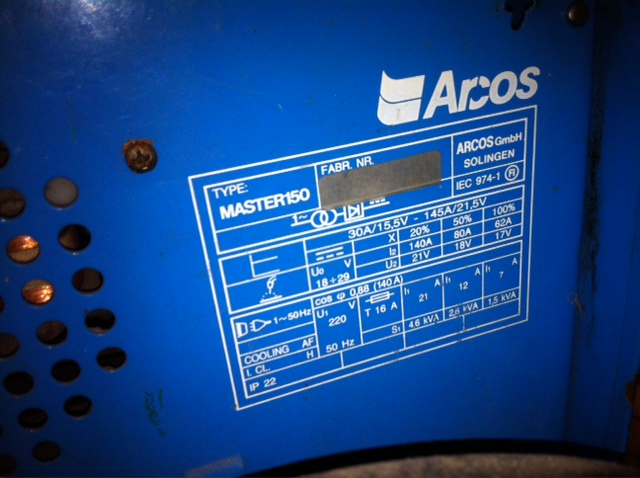 Arcos
TYPE:
MASTER150
FABR. NR.
ARCOS GmbH
SOLINGEN
IEC 974-1 R
1~
30A/15,5V - 145A/21,5V
X 20% 50% 100%
I2 140A 80A 62A
U2 21V 18V 17V
U0 V
18÷29
cos φ 0,88 (140A)
1~50Hz
U1 V
220
50 Hz
T 16 A
I1 21
I1 12
I1 7
S1 4,6 kVA 2,6 kVA 1,5 kVA
COOLING AF
I. CL. H
IP 22